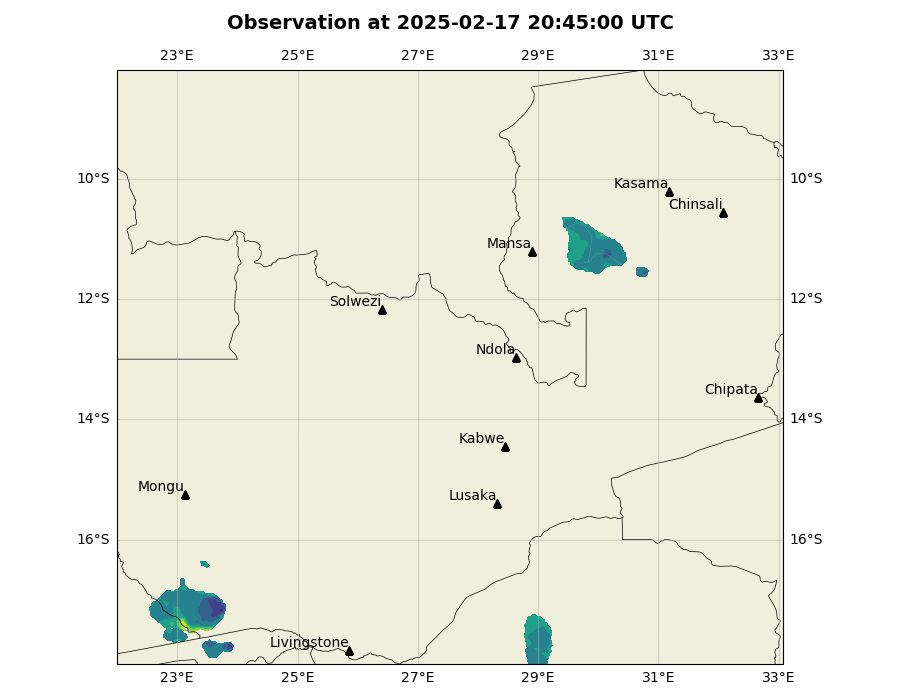 Observation at 2025-02-17 20:45:00 UTC
23°E 25°E 27°E 29°E 31°E 33°E
10°S 10°S
Kasama
Chinsali
Mansa
12°S 12°S
Solwezi
Ndola
Chipata
14°S 14°S
Kabwe
Mongu
Lusaka
16°S 16°S
Livingstone
23°E 25°E 27°E 29°E 31°E 33°E